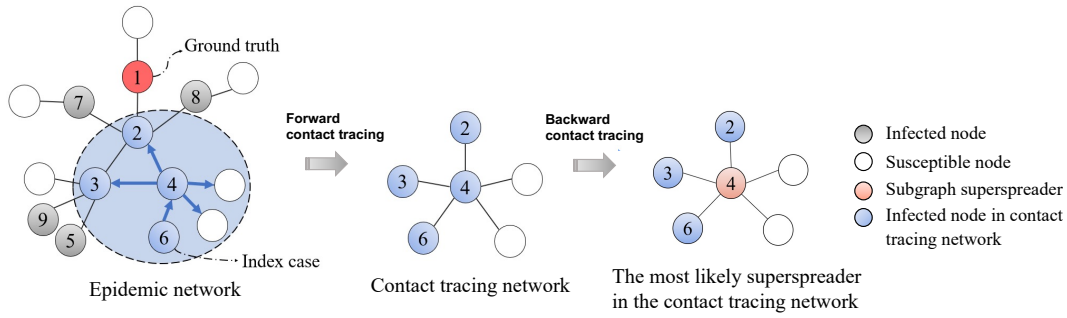 Ground truth
1
7
8
2
3
4
9
5
6
Index case
Epidemic network
Forward
contact tracing
2
3
4
6
Contact tracing network
Backward
contact tracing
2
3
4
6
The most likely superspreader
in the contact tracing network
Infected node
Susceptible node
Subgraph superspreader
Infected node in contact
tracing network